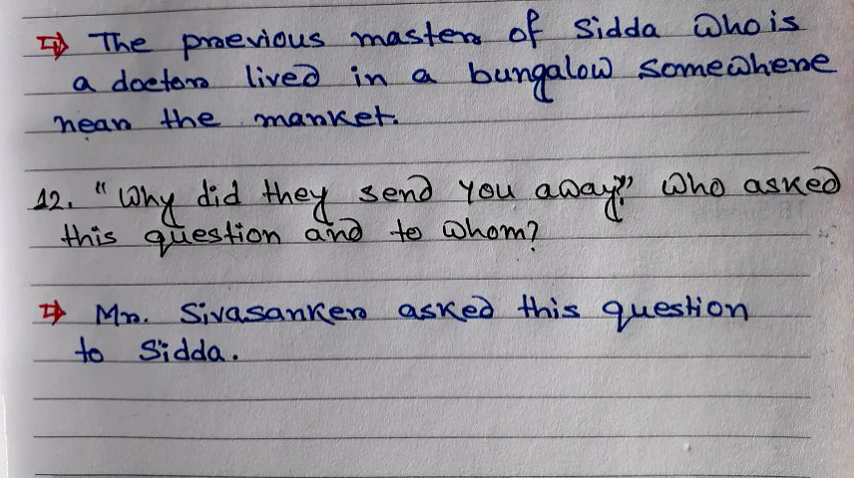 ⇒ The previous master of Sidda who is
a doctor lived in a bungalow somewhere
near the market.
12. "Why did they send you away?" Who asked
this question and to whom?
⇒ Mr. Sivasanker asked this question
to Sidda.